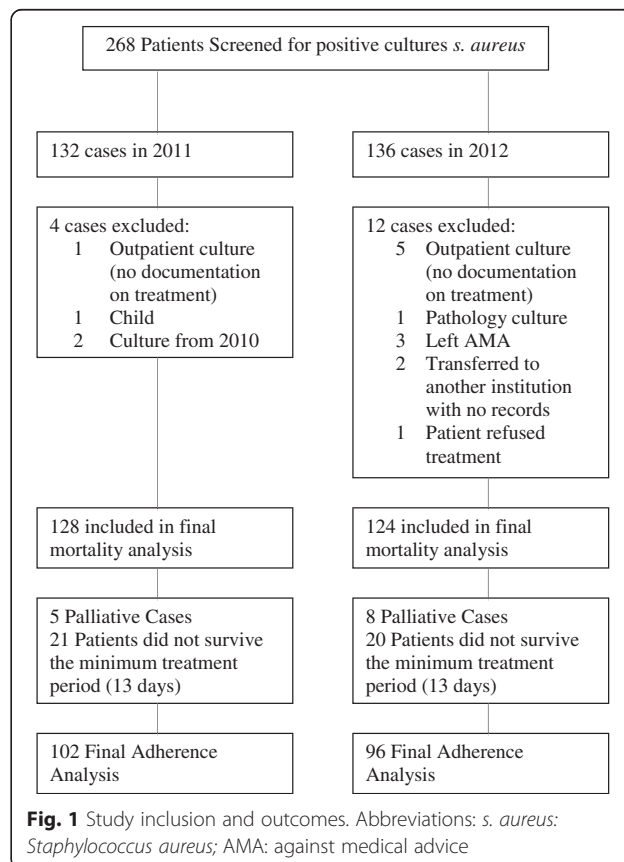 268 Patients Screened for positive cultures s. aureus
132 cases in 2011
136 cases in 2012
4 cases excluded:
1 Outpatient culture
(no documentation
on treatment)
1 Child
2 Culture from 2010
12 cases excluded:
5 Outpatient culture
(no documentation
on treatment)
1 Pathology culture
3 Left AMA
2 Transferred to
another institution
with no records
1 Patient refused
treatment
128 included in final
mortality analysis
124 included in final
mortality analysis
5 Palliative Cases
21 Patients did not survive
the minimum treatment
period (13 days)
8 Palliative Cases
20 Patients did not survive
the minimum treatment
period (13 days)
102 Final Adherence
Analysis
96 Final Adherence
Analysis
Fig. 1 Study inclusion and outcomes. Abbreviations: s. aureus:
Staphylococcus aureus; AMA: against medical advice